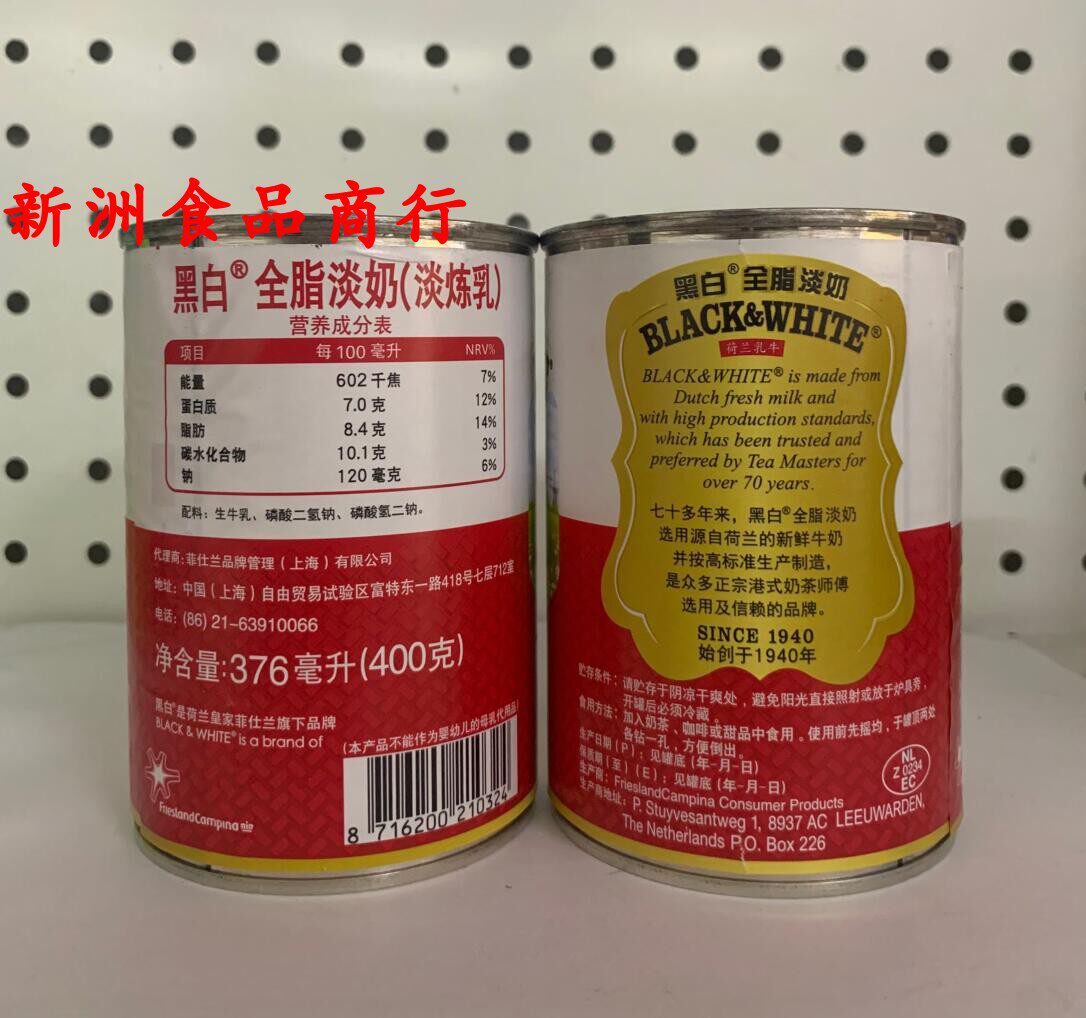 新洲食品商行
黑白®全脂淡奶(淡炼乳)
营养成分表
项目 每100毫升 NRV%
能量 602千焦 7%
蛋白质 7.0克 12%
脂肪 8.4克 14%
碳水化合物 10.1克 3%
钠 120毫克 6%
配料：生牛乳、磷酸二氢钠、磷酸氢二钠。
代理商：菲仕兰品牌管理（上海）有限公司
地址：中国（上海）自由贸易试验区富特东一路418号七层712室
电话：(86) 21-63910066
净含量:376毫升(400克)
黑白®是荷兰皇家菲仕兰旗下品牌
BLACK & WHITE® is a brand of
(本产品不能作为婴幼儿的母乳代用品)
FrieslandCampina
8 716200 210324
黑白®全脂淡奶
BLACK&WHITE®
荷兰乳牛
BLACK&WHITE® is made from
Dutch fresh milk and
with high production standards,
which has been trusted and
preferred by Tea Masters for
over 70 years.
七十多年来，黑白®全脂淡奶
选用源自荷兰的新鲜牛奶
并按高标准生产制造，
是众多正宗港式奶茶师傅
选用及信赖的品牌。
SINCE 1940
始创于1940年
贮存条件：请贮存于阴凉干爽处，避免阳光直接照射或放于炉具旁，
开罐后必须冷藏。
食用方法：加入奶茶、咖啡或甜品中食用。使用前先摇均，于罐顶两处
各钻一孔，方便倒出。
生产日期（P）：见罐底（年-月-日）
保质期（至）（E）：见罐底（年-月-日）
生产商：FrieslandCampina Consumer Products
生产商地址：P. Stuyvesantweg 1, 8937 AC LEEUWARDEN,
The Netherlands P.O. Box 226
NL
Z 0234
EC